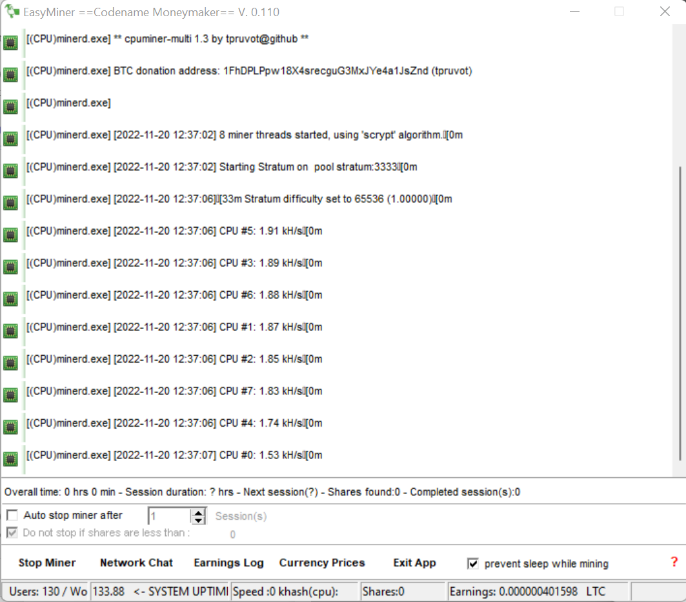 EasyMiner ==Codename Moneymaker== V. 0.110
[(CPU)minerd.exe] ** cpuminer-multi 1.3 by tpruvot@github **
[(CPU)minerd.exe] BTC donation address: 1FhDPLPpw18X4srecguG3MxJYe4a1JsZnd (tpruvot)
[(CPU)minerd.exe]
[(CPU)minerd.exe] [2022-11-20 12:37:02] 8 miner threads started, using 'scrypt' algorithm.[0m
[(CPU)minerd.exe] [2022-11-20 12:37:02] Starting Stratum on pool stratum:3333[0m
[(CPU)minerd.exe] [2022-11-20 12:37:06][33m Stratum difficulty set to 65536 (1.00000)[0m
[(CPU)minerd.exe] [2022-11-20 12:37:06] CPU #5: 1.91 kH/s[0m
[(CPU)minerd.exe] [2022-11-20 12:37:06] CPU #3: 1.89 kH/s[0m
[(CPU)minerd.exe] [2022-11-20 12:37:06] CPU #6: 1.88 kH/s[0m
[(CPU)minerd.exe] [2022-11-20 12:37:06] CPU #1: 1.87 kH/s[0m
[(CPU)minerd.exe] [2022-11-20 12:37:06] CPU #2: 1.85 kH/s[0m
[(CPU)minerd.exe] [2022-11-20 12:37:06] CPU #7: 1.83 kH/s[0m
[(CPU)minerd.exe] [2022-11-20 12:37:06] CPU #4: 1.74 kH/s[0m
[(CPU)minerd.exe] [2022-11-20 12:37:07] CPU #0: 1.53 kH/s[0m
Overall time: 0 hrs 0 min - Session duration: ? hrs - Next session(?) - Shares found:0 - Completed session(s):0
Auto stop miner after 1 Session(s)
Do not stop if shares are less than : 0
Stop Miner Network Chat Earnings Log Currency Prices Exit App prevent sleep while mining ?
Users: 130 / Wo 133.88 <- SYSTEM UPTIMI Speed :0 khash(cpu): Shares:0 Earnings: 0.000000401598 LTC